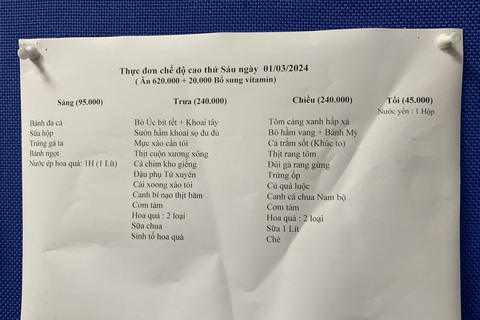 Thực đơn chế độ cao thứ Sáu ngày 01/03/2024
( Ăn 620.000 + 20.000 Bổ sung vitamin)
Sáng (95.000)
Bánh đa cá
Sữa hộp
Trứng gà ta
Bánh ngọt
Nước ép hoa quả: 1H (1 Lít)
Trưa (240.000)
Bò Úc bít tết + Khoai tây
Sườn hầm khoai sọ đu đủ
Mực xào cần tỏi
Thịt cuộn xương xông
Cá chim kho giềng
Đậu phụ Tứ xuyên
Cải xoong xào tỏi
Canh bí nạo thịt băm
Cơm tám
Hoa quả : 2 loại
Sữa chua
Sinh tố hoa quả
Chiều (240.000)
Tôm càng xanh hấp xả
Bò hầm vang + Bánh Mỳ
Cá trăm sốt (Khúc to)
Thịt rang tôm
Đùi gà rang gừng
Trứng ốp
Củ quả luộc
Canh cá chua Nam bộ
Cơm tám
Hoa quả : 2 loại
Sữa 1 Lít
Chè
Tối (45.000)
Nước yến : 1 Hộp